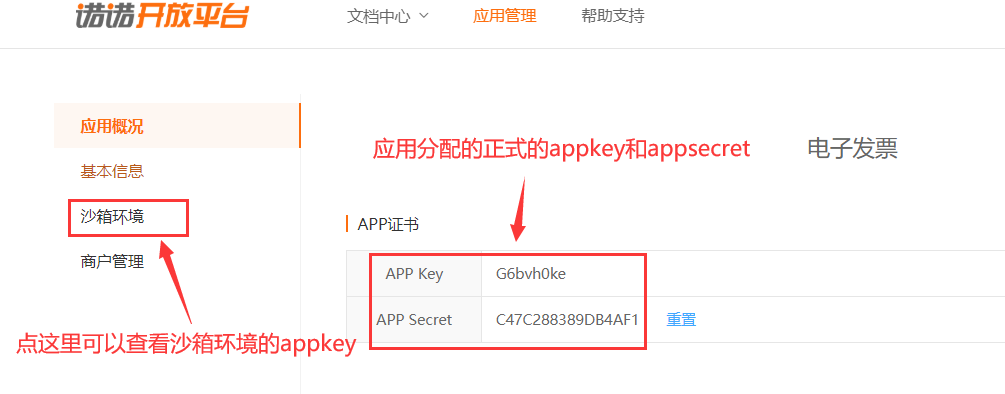 诺诺开放平台 文档中心 应用管理 帮助支持
应用概况
应用分配的正式的appkey和appsecret 电子发票
基本信息
沙箱环境
APP证书
商户管理
APP Key G6bvh0ke
APP Secret C47C288389DB4AF1 重置
点这里可以查看沙箱环境的appkey